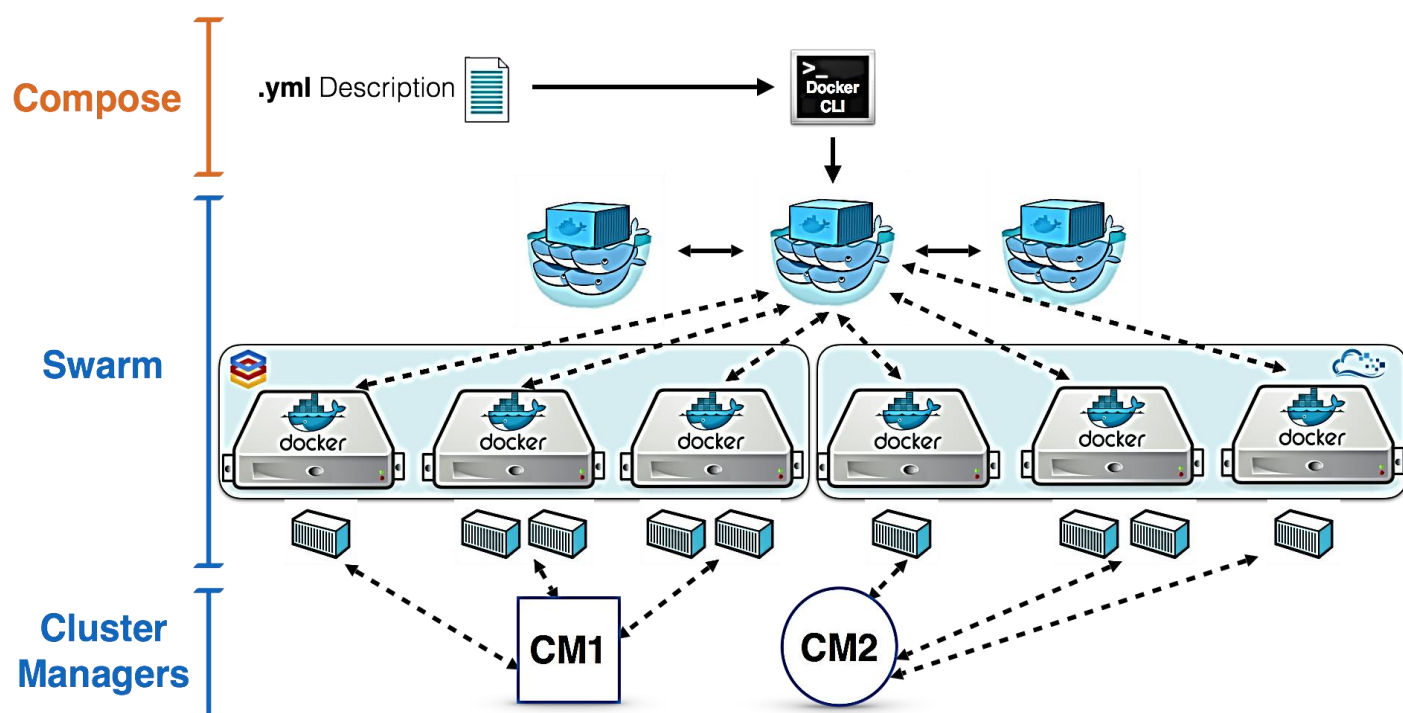 Compose
.yml Description
>_
Docker
CLI
Swarm
docker
docker
docker
docker
docker
docker
Cluster
Managers
CM1
CM2